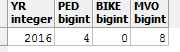 YR PED BIKE MVO
integer bigint bigint bigint
2016 4 0 8